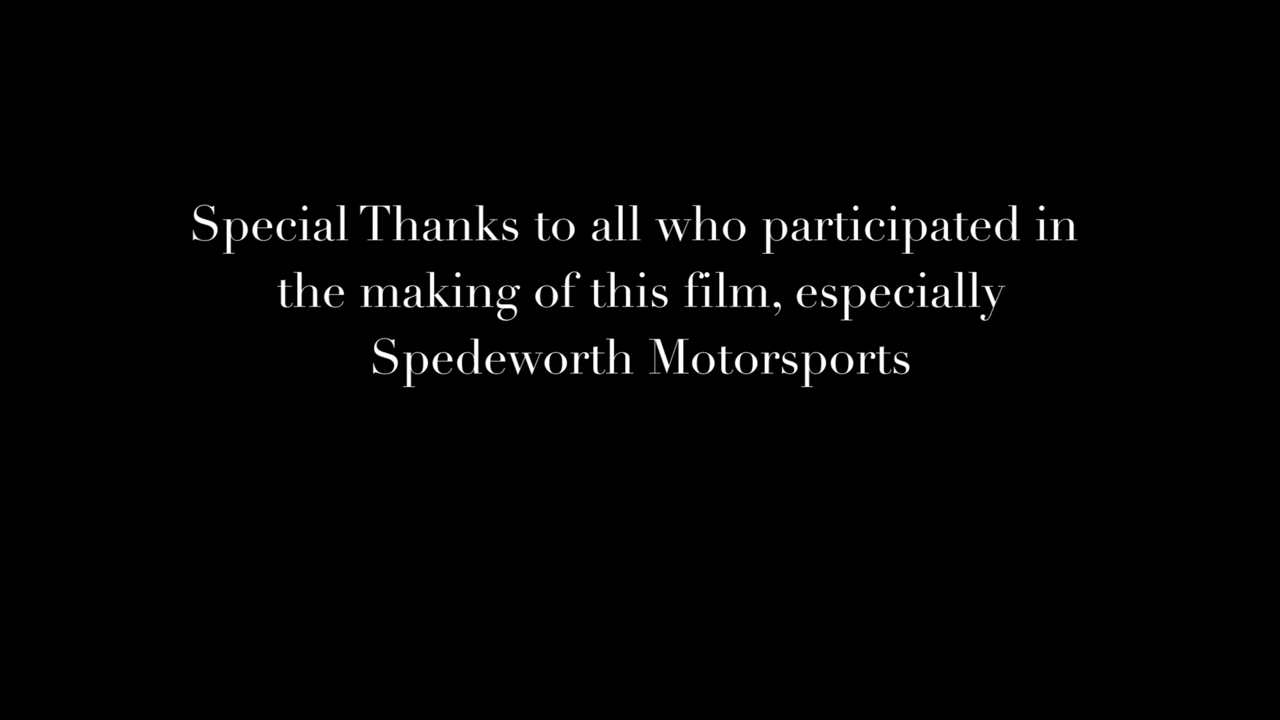 Special Thanks to all who participated in
the making of this film, especially
Spedeworth Motorsports